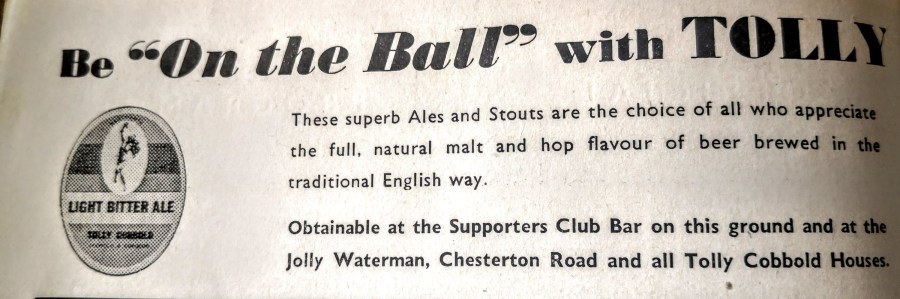 Be “On the Ball” with TOLLY
These superb Ales and Stouts are the choice of all who appreciate
the full, natural malt and hop flavour of beer brewed in the
traditional English way.
LIGHT BITTER ALE
TOLLY COBBOLD
Obtainable at the Supporters Club Bar on this ground and at the
Jolly Waterman, Chesterton Road and all Tolly Cobbold Houses.